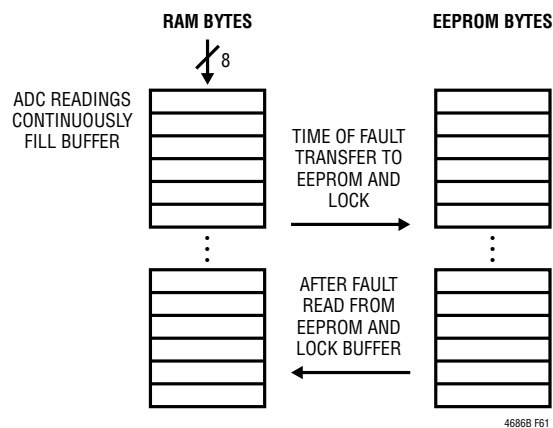 RAM BYTES
EEPROM BYTES
8
ADC READINGS
CONTINUOUSLY
FILL BUFFER
TIME OF FAULT
TRANSFER TO
EEPROM AND
LOCK
AFTER FAULT
READ FROM
EEPROM AND
LOCK BUFFER
4686B F61